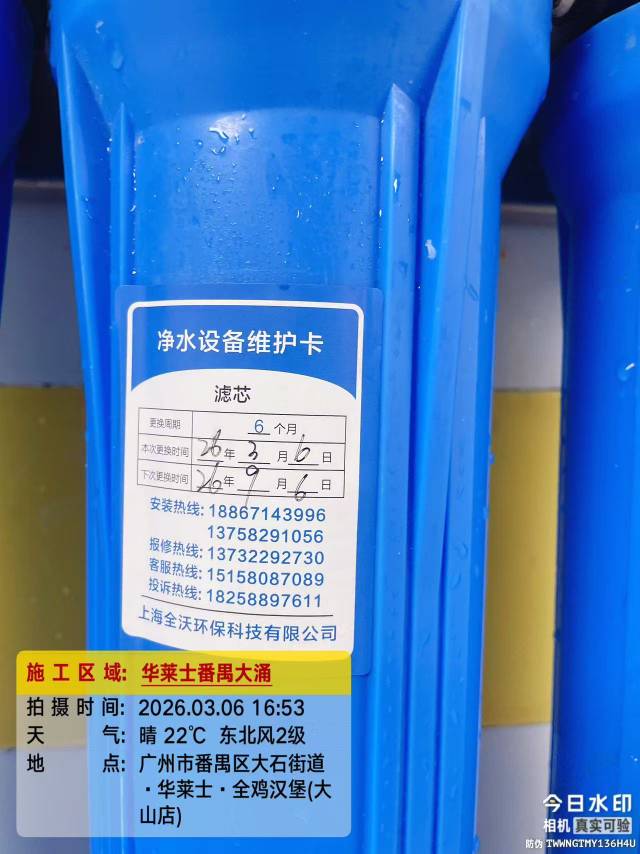 净水设备维护卡
滤芯
更换周期 6 个月
本次更换时间 26 年 3 月 6 日
下次更换时间 26 年 9 月 6 日
安装热线: 18867143996
13758291056
报修热线: 13732292730
客服热线: 15158087089
投诉热线: 18258897611
上海全沃环保科技有限公司
施工区域: 华莱士番禺大涌
拍摄时间: 2026.03.06 16:53
天气: 晴 22℃ 东北风2级
地点: 广州市番禺区大石街道
·华莱士·全鸡汉堡(大
山店)
今日水印
相机 真实可验
防伪 TWWNGTMY136H4U